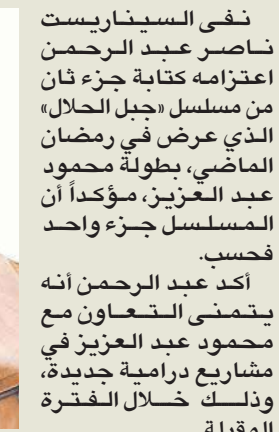 نفى السيناريست
ناصر عبد الرحمن
اعتزامه كتابة جزء ثان
من مسلسل «جبل الحلال»
الذي عرض في رمضان
الماضي، بطولة محمود
عبد العزيز، مؤكداً أن
المسلسل جزء واحد
فحسب.
أكد عبد الرحمن أنه
يتمنى التعاون مع
محمود عبد العزيز في
مشاريع درامية جديدة،
وذلك خلال الفترة
المقبلة